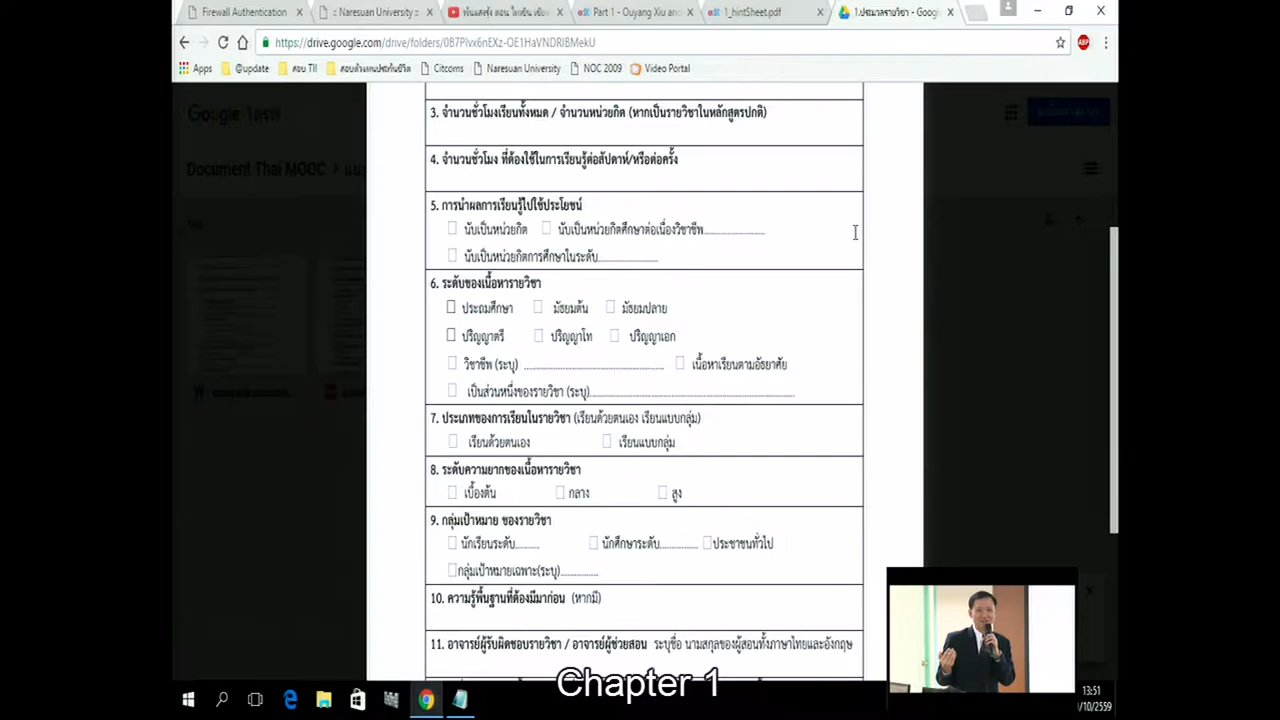 Firewall Authentication
:: Naresuan University ::
Part 1 - Ouyang Xiu an
1_hintSheet.pdf
1.ประมวลรายวิชา - Goog
https://drive.google.com/drive/folders/0B7PIvx6nEXz-OE1HaVNDRlBMekU
Apps
@update
สอบ TII
Citcoms
Naresuan University
NOC 2009
Video Portal
Google ไดรฟ์
Document Thai MOOC
3. จำนวนชั่วโมงเรียนทั้งหมด / จำนวนหน่วยกิต (หากเป็นรายวิชาในหลักสูตรปกติ)
4. จำนวนชั่วโมง ที่ต้องใช้ในการเรียนรู้ต่อสัปดาห์/หรือต่อครั้ง
5. การนำผลการเรียนรู้ไปใช้ประโยชน์
นับเป็นหน่วยกิต นับเป็นหน่วยกิตศึกษาต่อเนื่องวิชาชีพ....................
นับเป็นหน่วยกิตการศึกษาในระดับ....................
6. ระดับของเนื้อหารายวิชา
ประถมศึกษา มัธยมต้น มัธยมปลาย
ปริญญาตรี ปริญญาโท ปริญญาเอก
วิชาชีพ (ระบุ) ........................................ เนื้อหาเรียนตามอัธยาศัย
เป็นส่วนหนึ่งของรายวิชา (ระบุ)............................................................
7. ประเภทของการเรียนในรายวิชา (เรียนด้วยตนเอง เรียนแบบกลุ่ม)
เรียนด้วยตนเอง เรียนแบบกลุ่ม
8. ระดับความยากของเนื้อหารายวิชา
เบื้องต้น กลาง สูง
9. กลุ่มเป้าหมาย ของรายวิชา
นักเรียนระดับ........ นักศึกษาระดับ............ ประชาชนทั่วไป
กลุ่มเป้าหมายเฉพาะ(ระบุ)............
10. ความรู้พื้นฐานที่ต้องมีมาก่อน (หากมี)
11. อาจารย์ผู้รับผิดชอบรายวิชา / อาจารย์ผู้ช่วยสอน ระบุชื่อ นามสกุลของผู้สอนทั้งภาษาไทยและอังกฤษ
Chapter 1
13:51
/10/2559